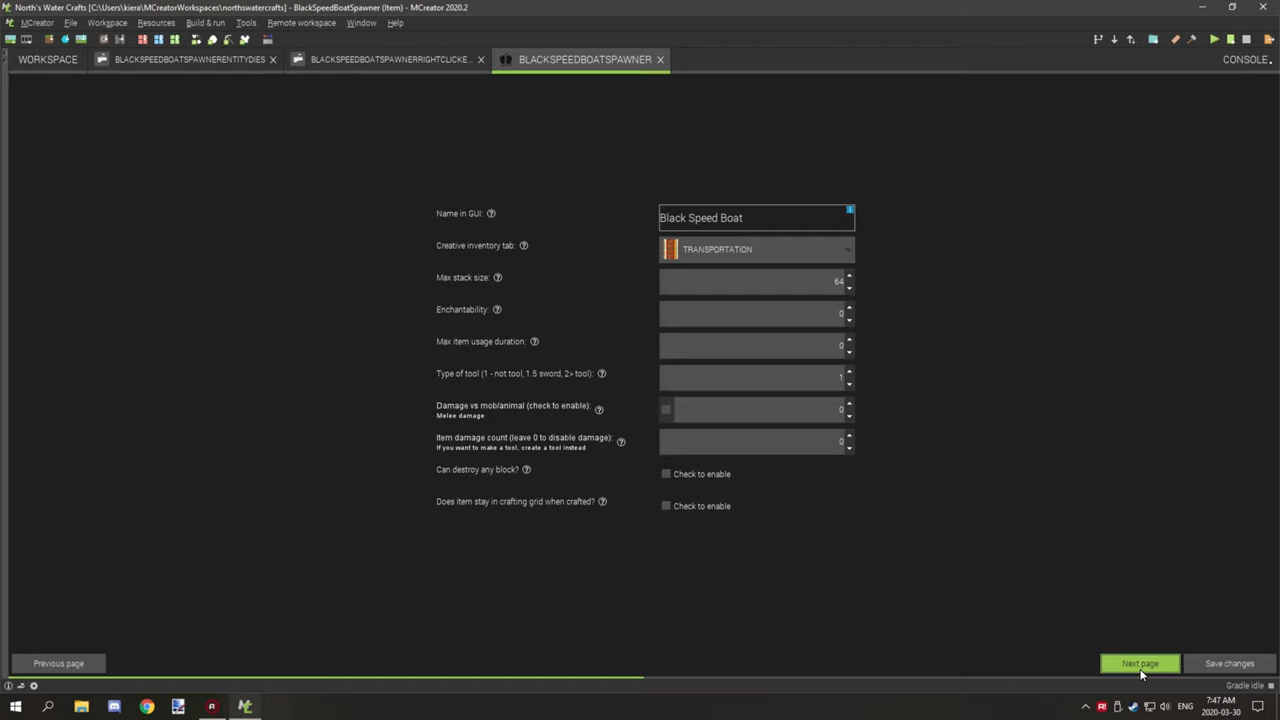 North's Water Crafts [C:\Users\kiera\MCreatorWorkspaces\northswatercrafts] - BlackSpeedBoatSpawner (Item) - MCreator 2020.2
MCreator File Workspace Resources Build & run Tools Remote workspace Window Help
WORKSPACE BLACKSPEEDBOATSPAWNERENTITYDIES BLACKSPEEDBOATSPAWNERRIGHTCLICKE... BLACKSPEEDBOATSPAWNER CONSOLE
Name in GUI: Black Speed Boat
Creative inventory tab: TRANSPORTATION
Max stack size: 64
Enchantability: 0
Max item usage duration: 0
Type of tool (1 - not tool, 1.5 sword, 2> tool): 1
Damage vs mob/animal (check to enable): 0
Melee damage
Item damage count (leave 0 to disable damage): 0
If you want to make a tool, create a tool instead
Can destroy any block? Check to enable
Does item stay in crafting grid when crafted? Check to enable
Previous page Next page Save changes
Gradle idle
7:47 AM
ENG
2020-03-30